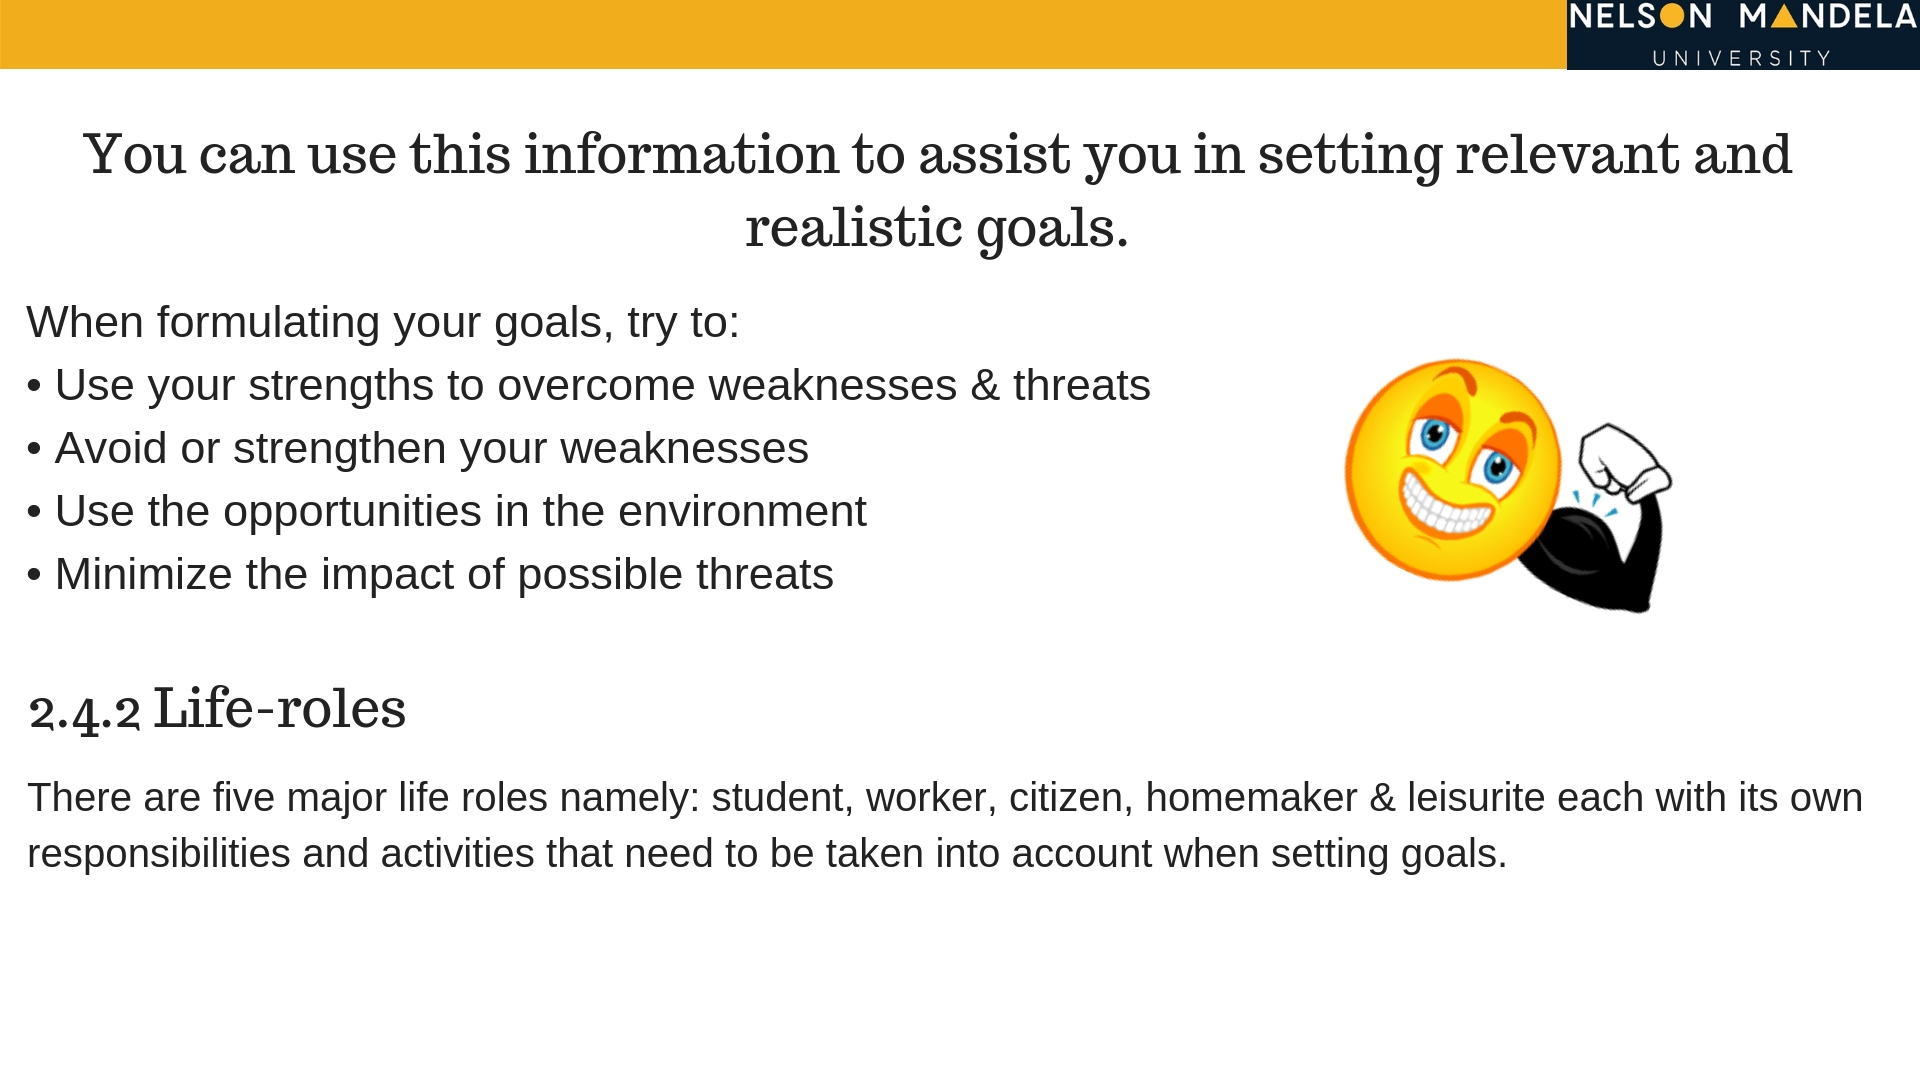 NELSON MANDELA
UNIVERSITY
You can use this information to assist you in setting relevant and
realistic goals.
When formulating your goals, try to:
• Use your strengths to overcome weaknesses & threats
• Avoid or strengthen your weaknesses
• Use the opportunities in the environment
• Minimize the impact of possible threats
2.4.2 Life-roles
There are five major life roles namely: student, worker, citizen, homemaker & leisurite each with its own
responsibilities and activities that need to be taken into account when setting goals.